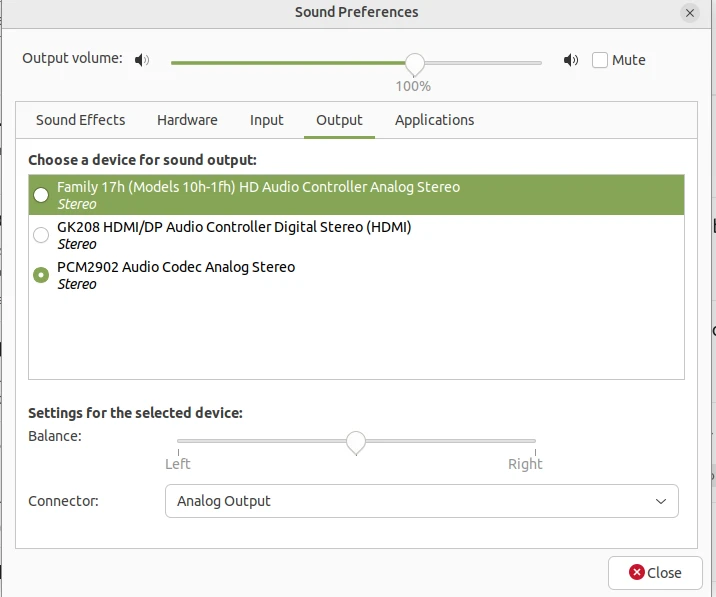 Sound Preferences
Output volume:
Mute
100%
Sound Effects Hardware Input Output Applications
Choose a device for sound output:
Family 17h (Models 10h-1fh) HD Audio Controller Analog Stereo
Stereo
GK208 HDMI/DP Audio Controller Digital Stereo (HDMI)
Stereo
PCM2902 Audio Codec Analog Stereo
Stereo
Settings for the selected device:
Balance:
Left Right
Connector: Analog Output
Close